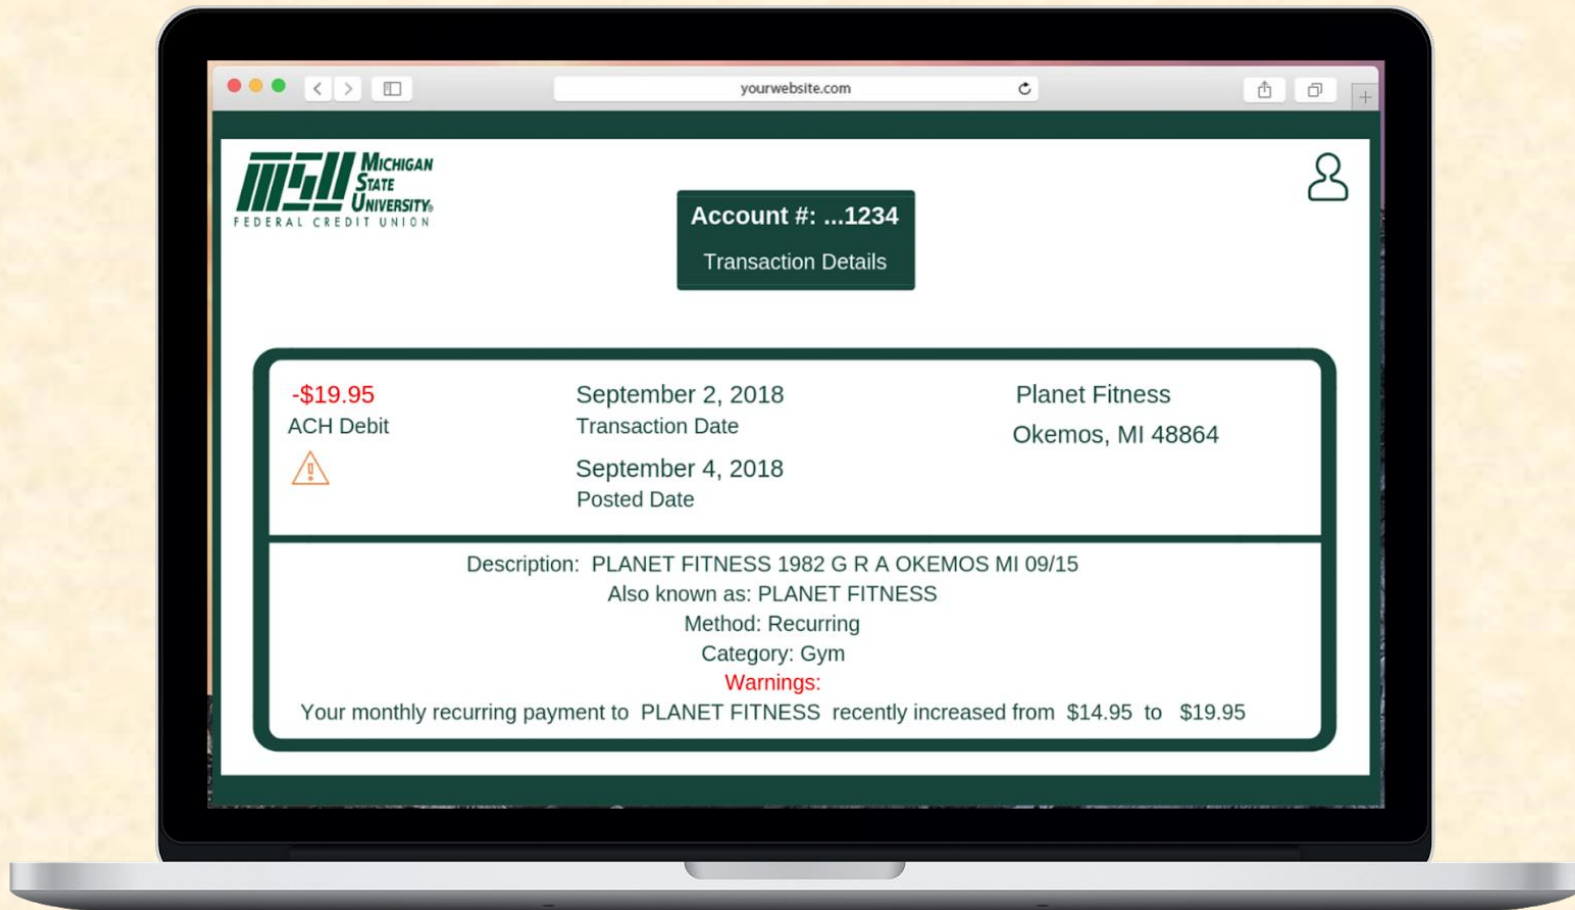 yourwebsite.com
MICHIGAN
STATE
UNIVERSITY®
FEDERAL CREDIT UNION
Account #: ...1234
Transaction Details
-$19.95
ACH Debit
September 2, 2018
Transaction Date
September 4, 2018
Posted Date
Planet Fitness
Okemos, MI 48864
Description: PLANET FITNESS 1982 G R A OKEMOS MI 09/15
Also known as: PLANET FITNESS
Method: Recurring
Category: Gym
Warnings:
Your monthly recurring payment to PLANET FITNESS recently increased from $14.95 to $19.95